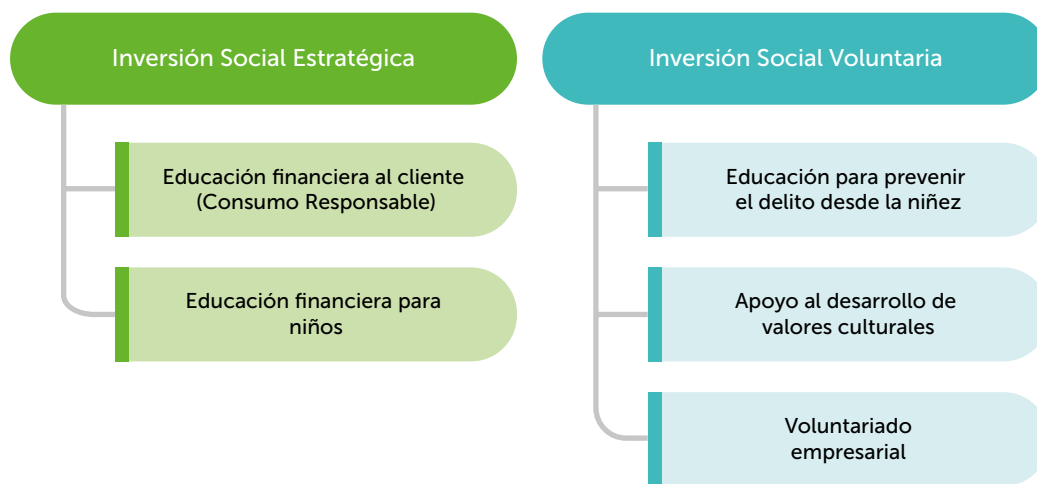 Inversión Social Estratégica
Educación financiera al cliente
(Consumo Responsable)
Educación financiera para
niños
Inversión Social Voluntaria
Educación para prevenir
el delito desde la niñez
Apoyo al desarrollo de
valores culturales
Voluntariado
empresarial